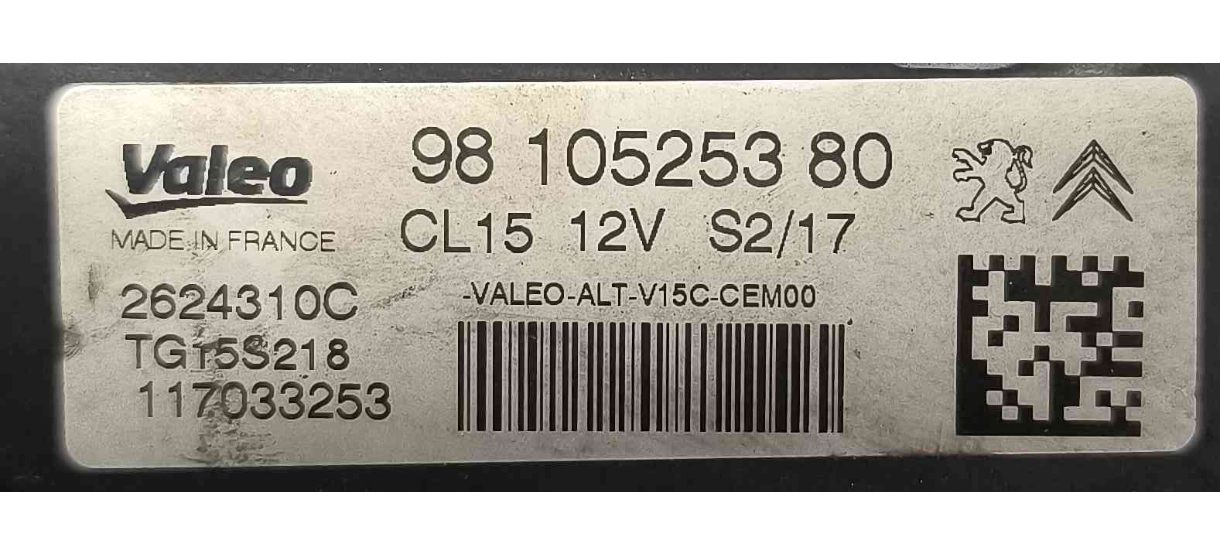 Valeo
MADE IN FRANCE
98 105253 80
CL15 12V S2/17
2624310C
TG15S218
117033253
-VALEO-ALT-V15C-CEM00